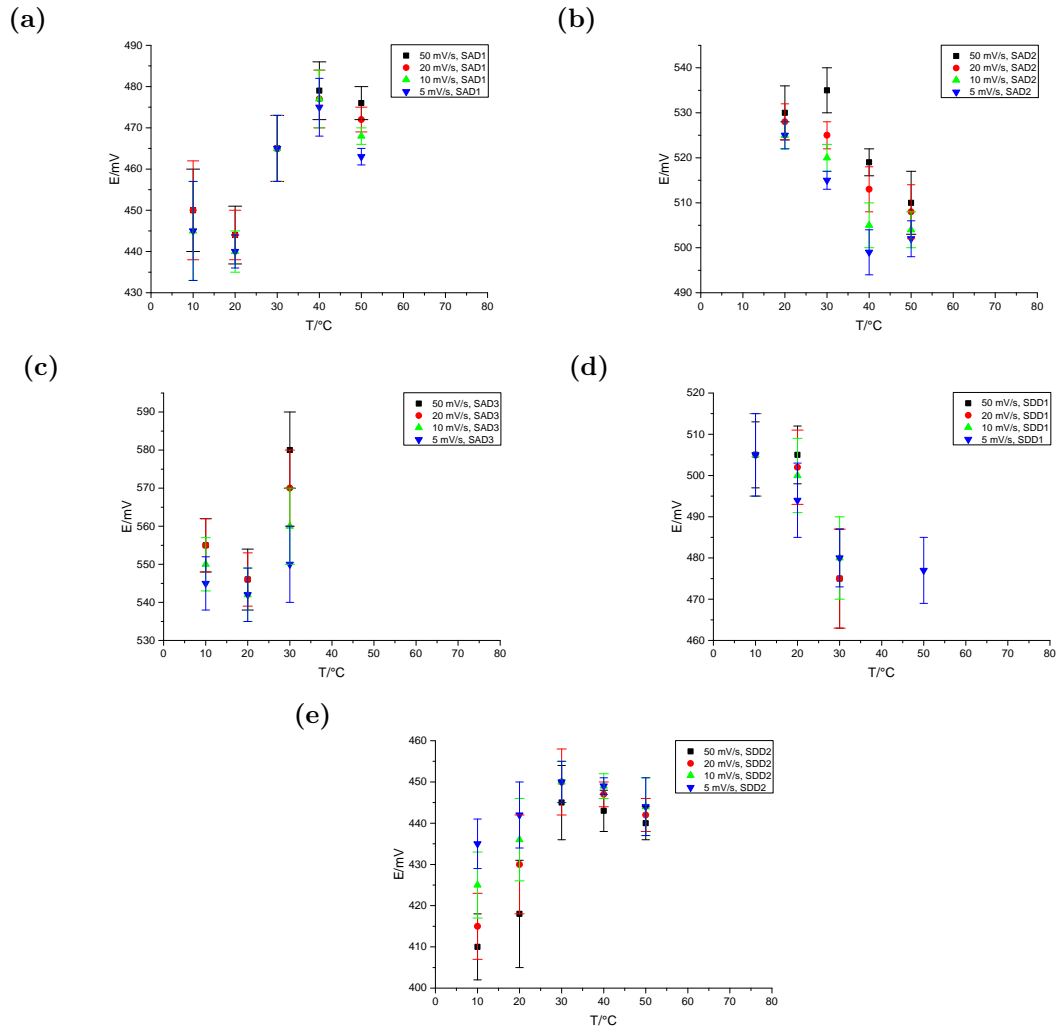 (a)
50 mV/s, SAD1
20 mV/s, SAD1
10 mV/s, SAD1
5 mV/s, SAD1
490
480
470
460
450
440
430
E/mV
0 10 20 30 40 50 60 70 80
T/°C
(b)
50 mV/s, SAD2
20 mV/s, SAD2
10 mV/s, SAD2
5 mV/s, SAD2
540
530
520
510
500
490
E/mV
0 10 20 30 40 50 60 70 80
T/°C
(c)
50 mV/s, SAD3
20 mV/s, SAD3
10 mV/s, SAD3
5 mV/s, SAD3
590
580
570
560
550
540
530
E/mV
0 10 20 30 40 50 60 70 80
T/°C
(d)
50 mV/s, SDD1
20 mV/s, SDD1
10 mV/s, SDD1
5 mV/s, SDD1
520
510
500
490
480
470
460
E/mV
0 10 20 30 40 50 60 70 80
T/°C
(e)
50 mV/s, SDD2
20 mV/s, SDD2
10 mV/s, SDD2
5 mV/s, SDD2
460
450
440
430
420
410
400
E/mV
0 10 20 30 40 50 60 70 80
T/°C